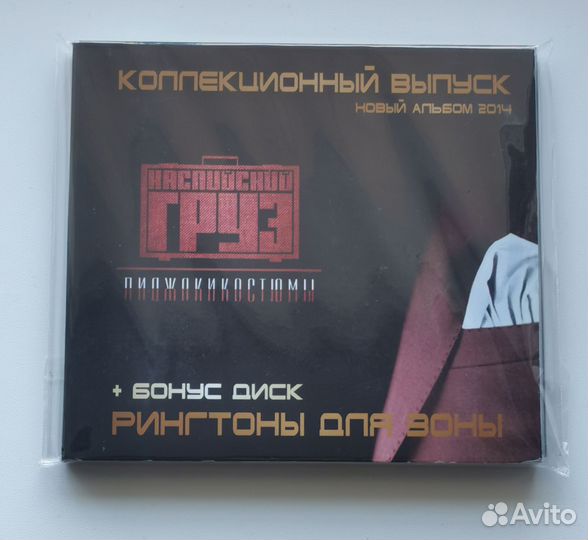 КОЛЛЕКЦИОННЫЙ ВЫПУСК
НОВЫЙ АЛЬБОМ 2014
КАСПИЙСКИЙ
ГРУЗ
ПИДЖАКИКОСТЮМЫ
+ БОНУС ДИСК
РИНГТОНЫ ДЛЯ ЗОНЫ
Avito